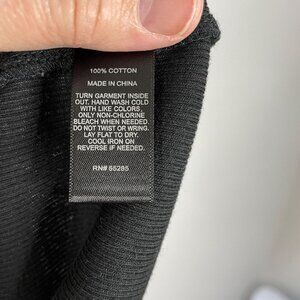 100% COTTON
MADE IN CHINA
TURN GARMENT INSIDE
OUT. HAND WASH COLD
WITH LIKE COLORS,
ONLY NON-CHLORINE
BLEACH WHEN NEEDED.
DO NOT TWIST OR WRING.
LAY FLAT TO DRY.
COOL IRON ON
REVERSE IF NEEDED.
RN# 65285